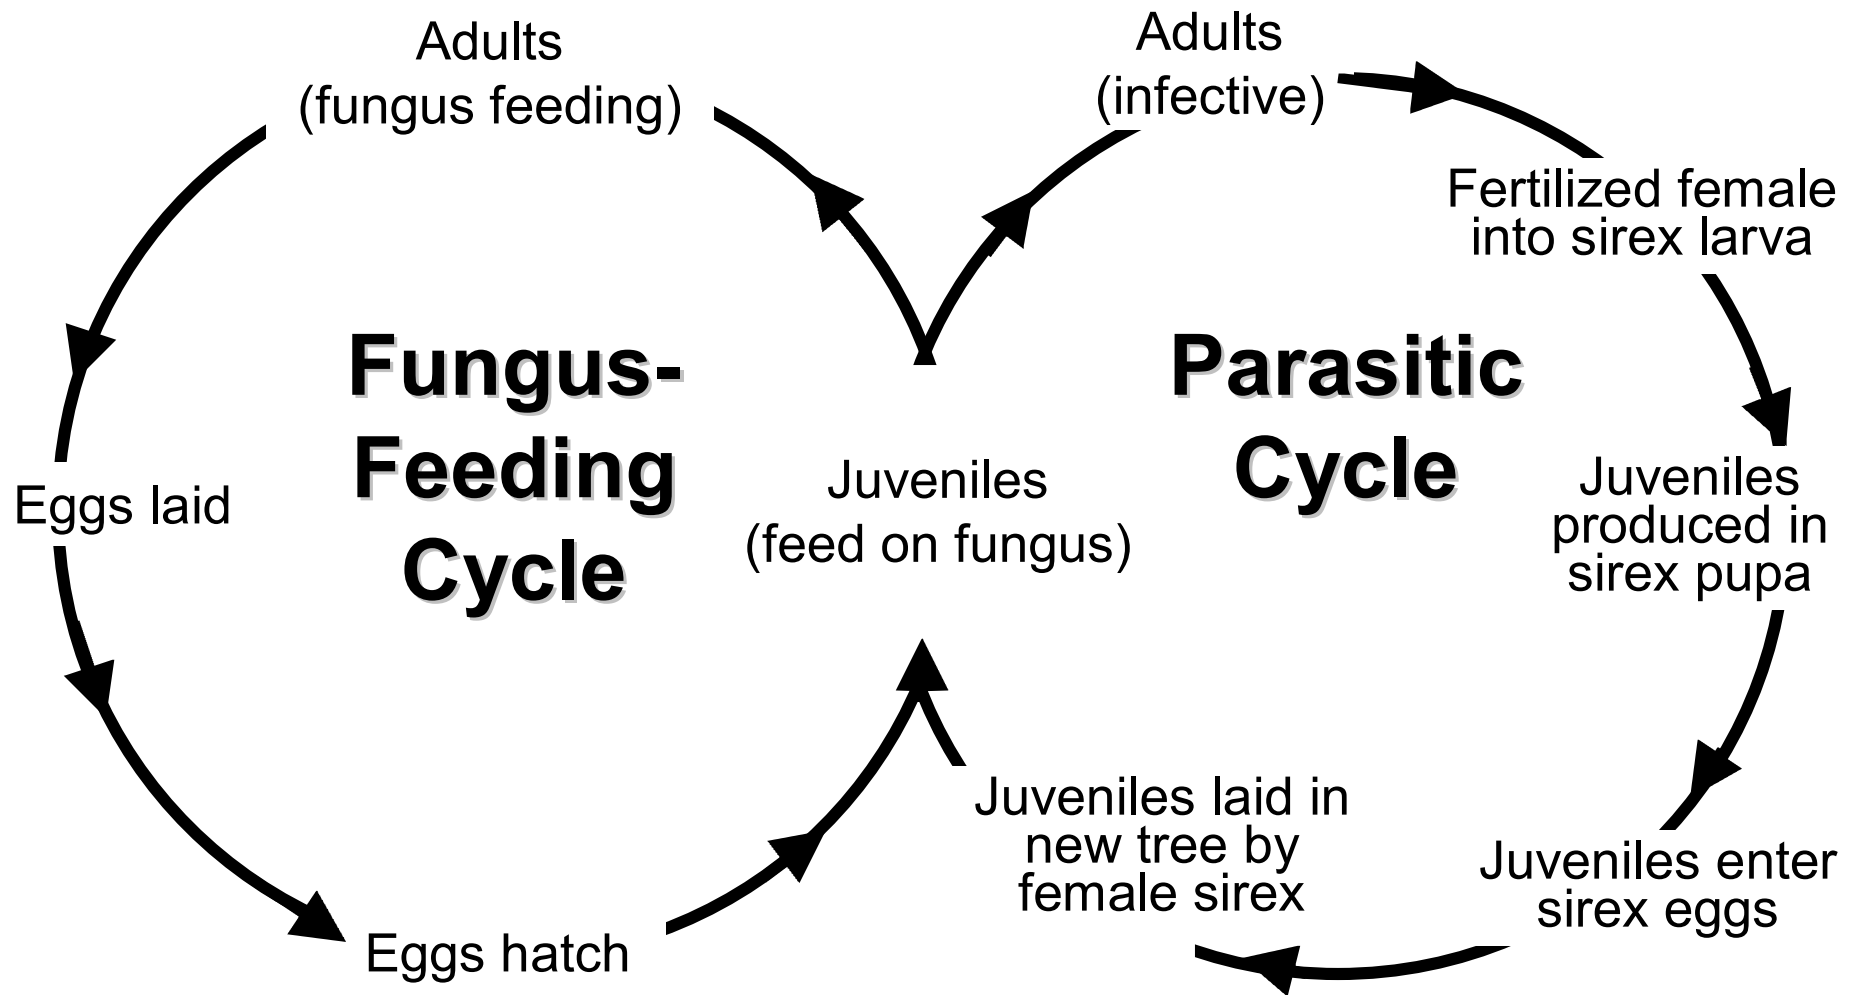 Adults
(fungus feeding)
Adults
(infective)
Fertilized female
into sirex larva
Fungus-
Feeding
Cycle
Parasitic
Cycle
Eggs laid
Juveniles
(feed on fungus)
Juveniles
produced in
sirex pupa
Juveniles laid in
new tree by
female sirex
Juveniles enter
sirex eggs
Eggs hatch